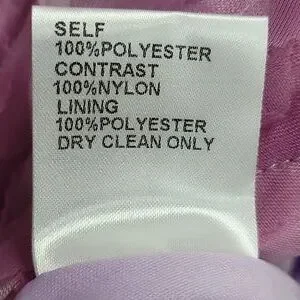 SELF
100%POLYESTER
CONTRAST
100%NYLON
LINING
100%POLYESTER
DRY CLEAN ONLY